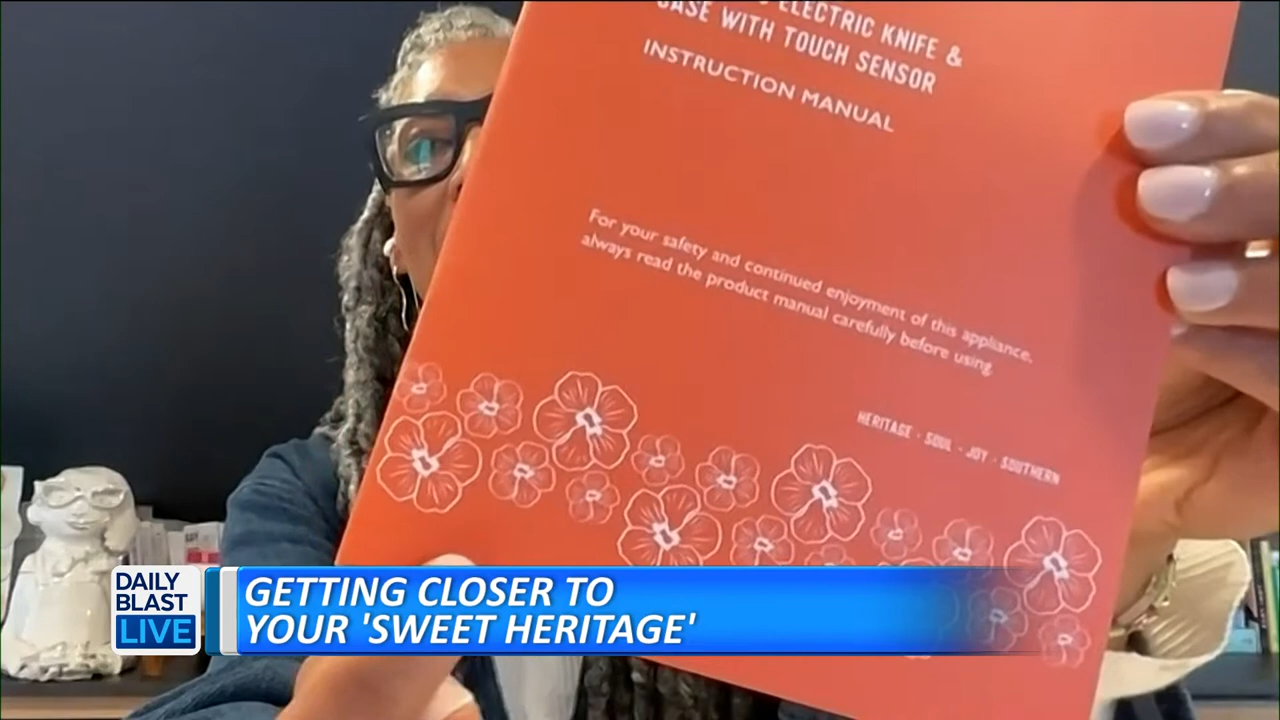 ELECTRIC KNIFE &
CASE WITH TOUCH SENSOR
INSTRUCTION MANUAL
For your safety and continued enjoyment of this appliance,
always read the product manual carefully before using.
HERITAGE · SOUL · JOY · SOUTHERN
DAILY
BLAST
LIVE
GETTING CLOSER TO
YOUR 'SWEET HERITAGE'